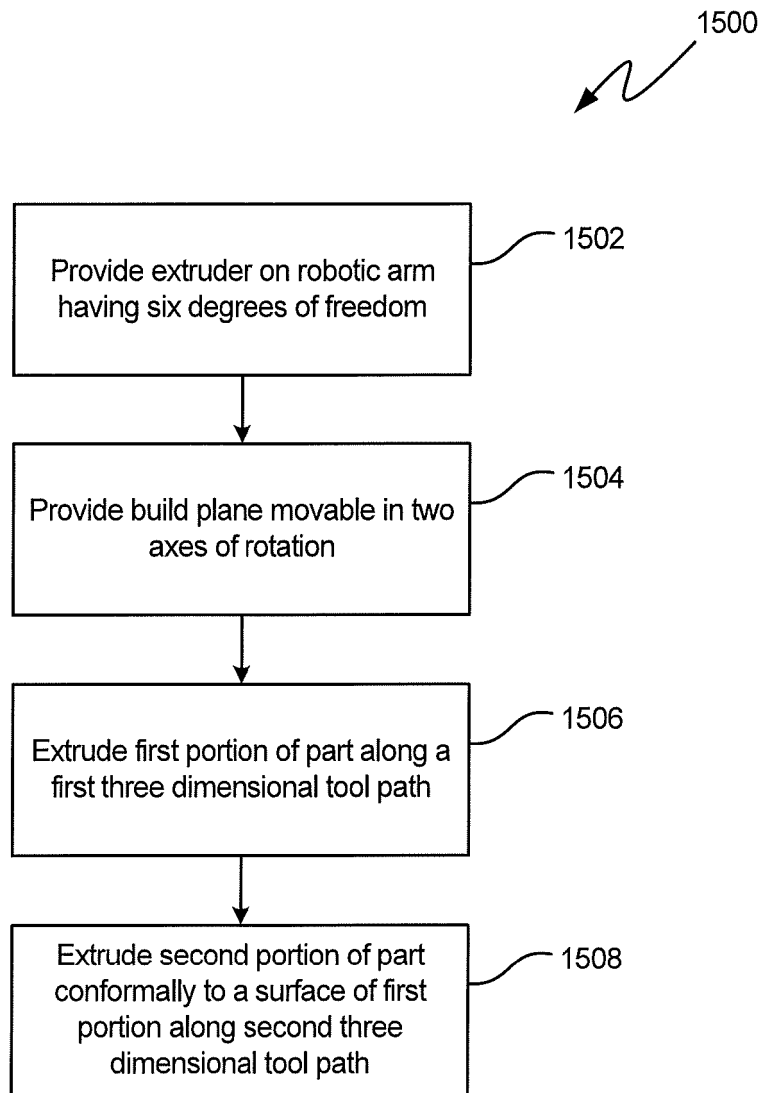 1500
Provide extruder on robotic arm
having six degrees of freedom
1502
Provide build plane movable in two
axes of rotation
1504
Extrude first portion of part along a
first three dimensional tool path
1506
Extrude second portion of part
conformally to a surface of first
portion along second three
dimensional tool path
1508